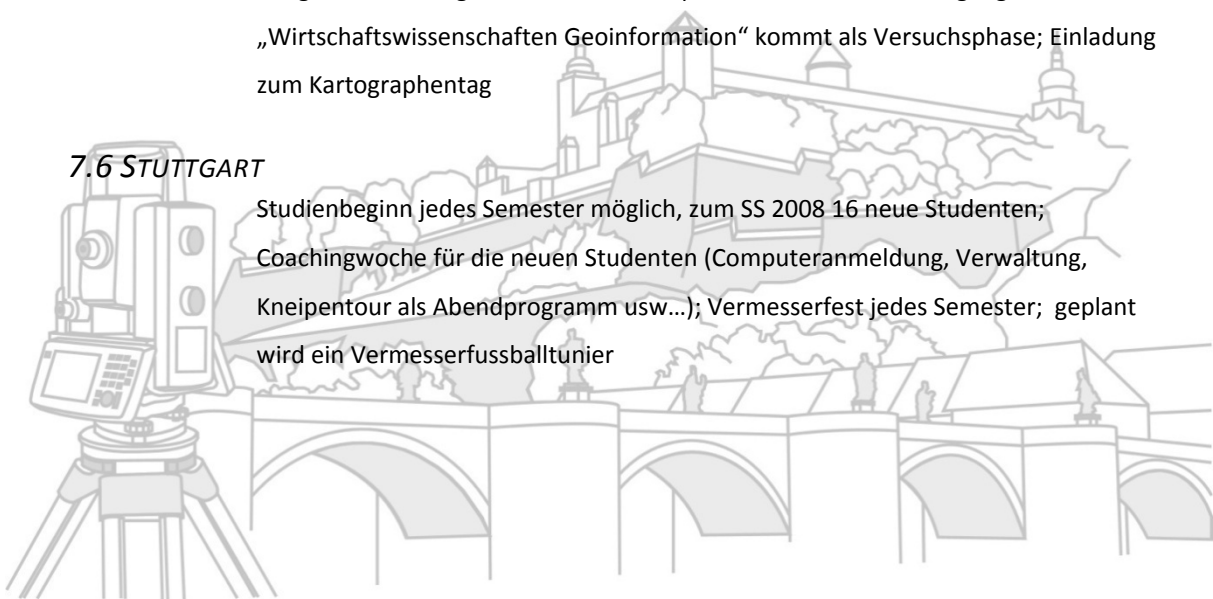 „Wirtschaftswissenschaften Geoinformation“ kommt als Versuchsphase; Einladung
zum Kartographentag
7.6 STUTTGART
Studienbeginn jedes Semester möglich, zum SS 2008 16 neue Studenten;
Coachingwoche für die neuen Studenten (Computeranmeldung, Verwaltung,
Kneipentour als Abendprogramm usw…); Vermesserfest jedes Semester;  geplant
wird ein Vermesserfussballtunier